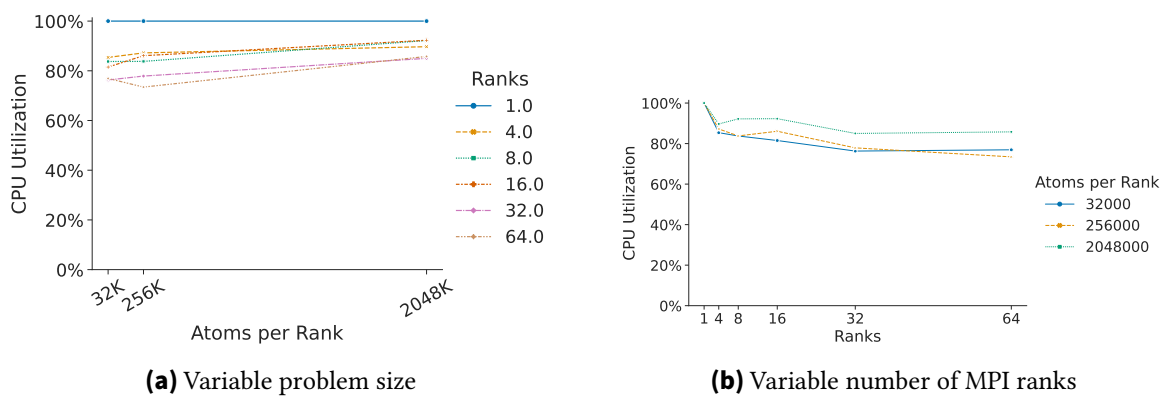 100%
80%
60%
40%
20%
0%
CPU Utilization
32K
256K
2048K
Atoms per Rank
Ranks
1.0
4.0
8.0
16.0
32.0
64.0
(a) Variable problem size
100%
80%
60%
40%
20%
0%
CPU Utilization
1 4 8 16 32 64
Ranks
Atoms per Rank
32000
256000
2048000
(b) Variable number of MPI ranks